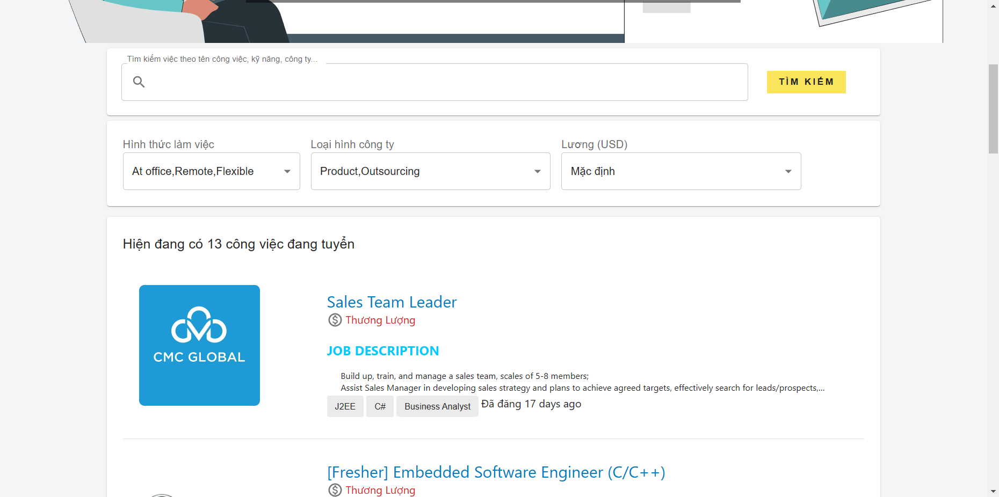 Tìm kiếm việc theo tên công việc, kỹ năng, công ty...
TÌM KIẾM
Hình thức làm việc
Loại hình công ty
Lương (USD)
At office,Remote,Flexible
Product,Outsourcing
Mặc định
Hiện đang có 13 công việc đang tuyển
CMC GLOBAL
Sales Team Leader
Thương Lượng
JOB DESCRIPTION
Build up, train, and manage a sales team, scales of 5-8 members;
Assist Sales Manager in developing sales strategy and plans to achieve agreed targets, effectively search for leads/prospects,...
J2EE C# Business Analyst Đã đăng 17 days ago
[Fresher] Embedded Software Engineer (C/C++)
Thương Lượng